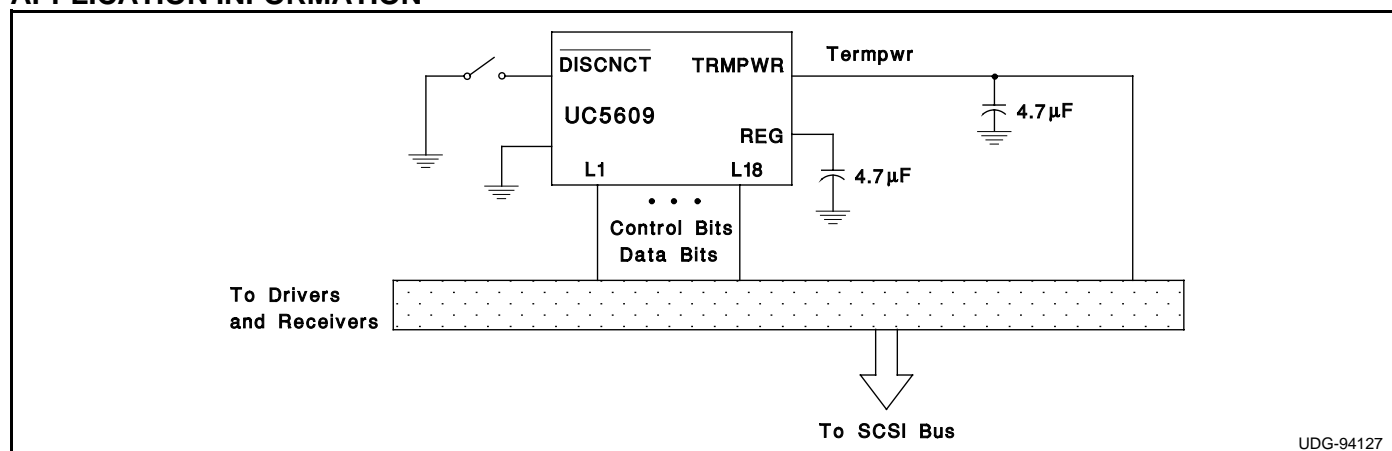 APPLICATION INFORMATION
DISCNCT TRMPWR
Termpwr
UC5609
4.7µF
REG
L1 L18
4.7µF
• • •
Control Bits
Data Bits
To Drivers
and Receivers
To SCSI Bus
UDG-94127